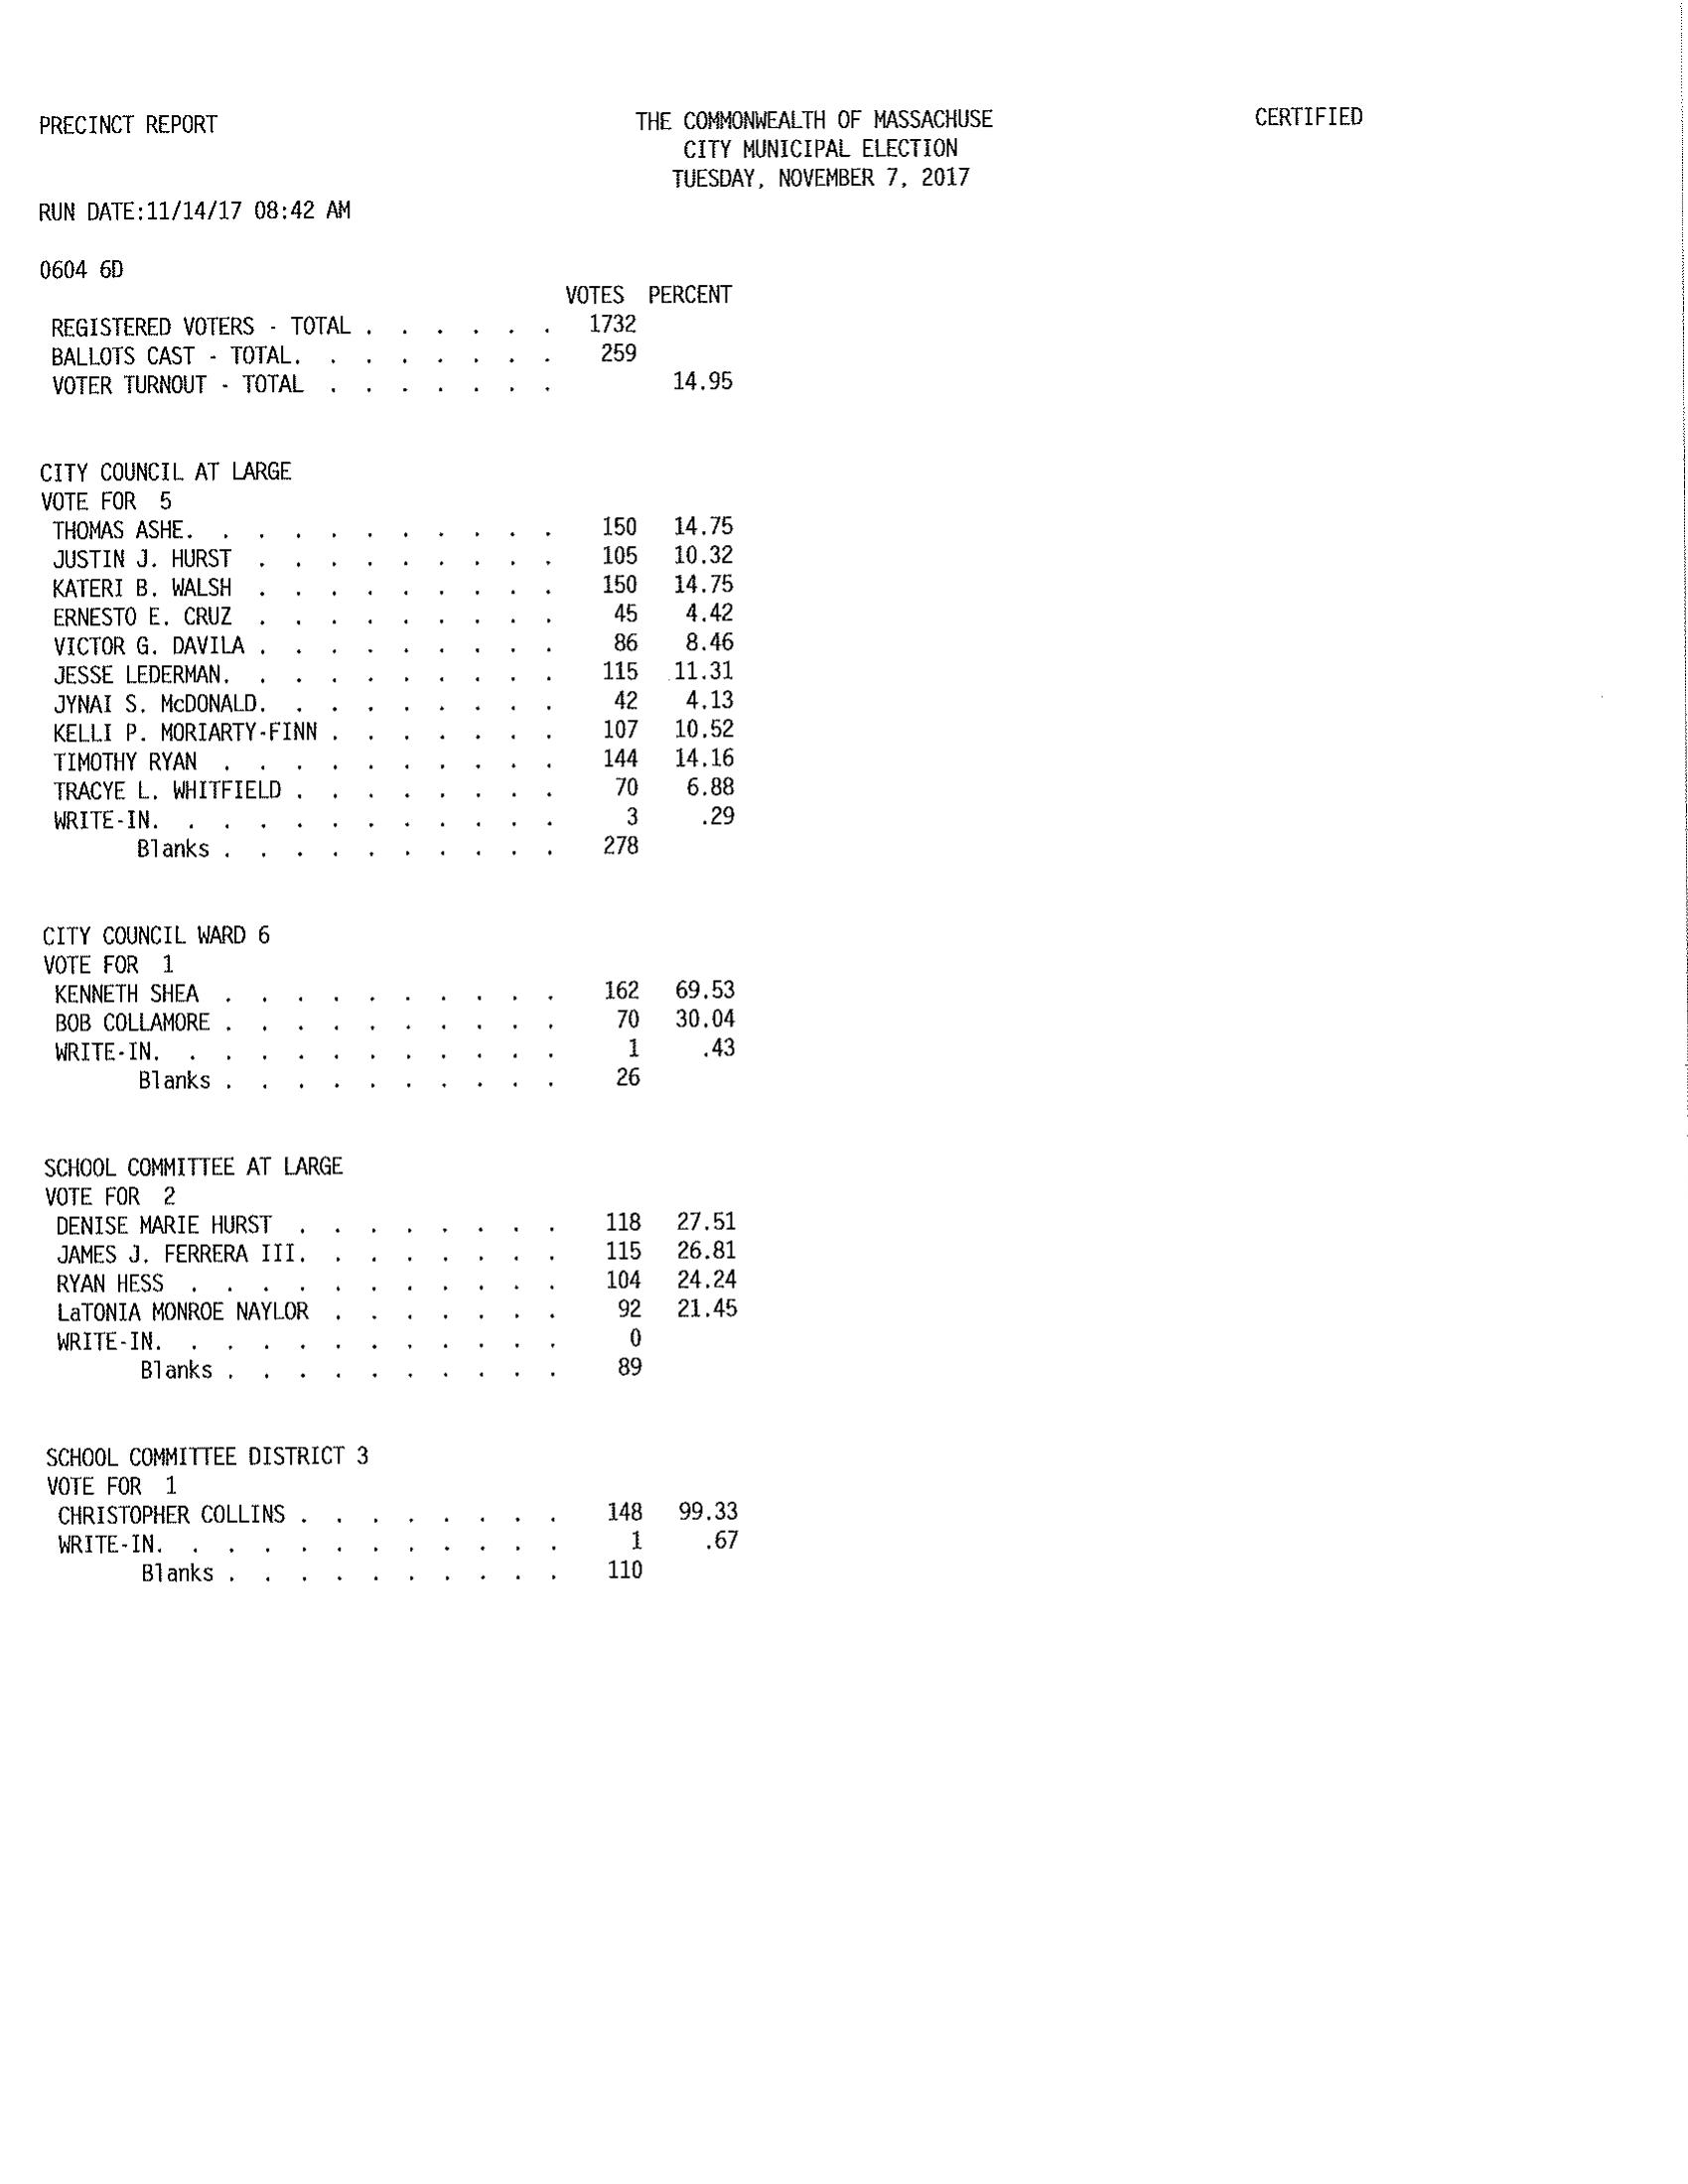 PRECINCT REPORT THE COMMONWEALTH OF MASSACHUSE CERTIFIED
CITY MUNICIPAL ELECTION
TUESDAY, NOVEMBER 7, 2017
RUN DATE:11/14/17 08:42 AM
0604 6D
VOTES PERCENT
REGISTERED VOTERS - TOTAL . . . . . . 1732
BALLOTS CAST - TOTAL. . . . . . . . 259
VOTER TURNOUT - TOTAL . . . . . . . 14.95
CITY COUNCIL AT LARGE
VOTE FOR 5
THOMAS ASHE. . . . . . . . . . . 150 14.75
JUSTIN J. HURST . . . . . . . . . 105 10.32
KATERI B. WALSH . . . . . . . . . 150 14.75
ERNESTO E. CRUZ . . . . . . . . . 45 4.42
VICTOR G. DAVILA . . . . . . . . . 86 8.46
JESSE LEDERMAN. . . . . . . . . . 115 11.31
JYNAI S. McDONALD. . . . . . . . . 42 4.13
KELLI P. MORIARTY-FINN . . . . . . . 107 10.52
TIMOTHY RYAN . . . . . . . . . . 144 14.16
TRACYE L. WHITFIELD . . . . . . . . 70 6.88
WRITE-IN. . . . . . . . . . . . 3 .29
Blanks . . . . . . . . . . 278
CITY COUNCIL WARD 6
VOTE FOR 1
KENNETH SHEA . . . . . . . . . . 162 69.53
BOB COLLAMORE . . . . . . . . . . 70 30.04
WRITE-IN. . . . . . . . . . . . 1 .43
Blanks . . . . . . . . . . 26
SCHOOL COMMITTEE AT LARGE
VOTE FOR 2
DENISE MARIE HURST . . . . . . . . 118 27.51
JAMES J. FERRERA III. . . . . . . . 115 26.81
RYAN HESS . . . . . . . . . . . 104 24.24
LaTONIA MONROE NAYLOR . . . . . . . 92 21.45
WRITE-IN. . . . . . . . . . . . 0
Blanks . . . . . . . . . . 89
SCHOOL COMMITTEE DISTRICT 3
VOTE FOR 1
CHRISTOPHER COLLINS . . . . . . . . 148 99.33
WRITE-IN. . . . . . . . . . . . 1 .67
Blanks . . . . . . . . . . 110